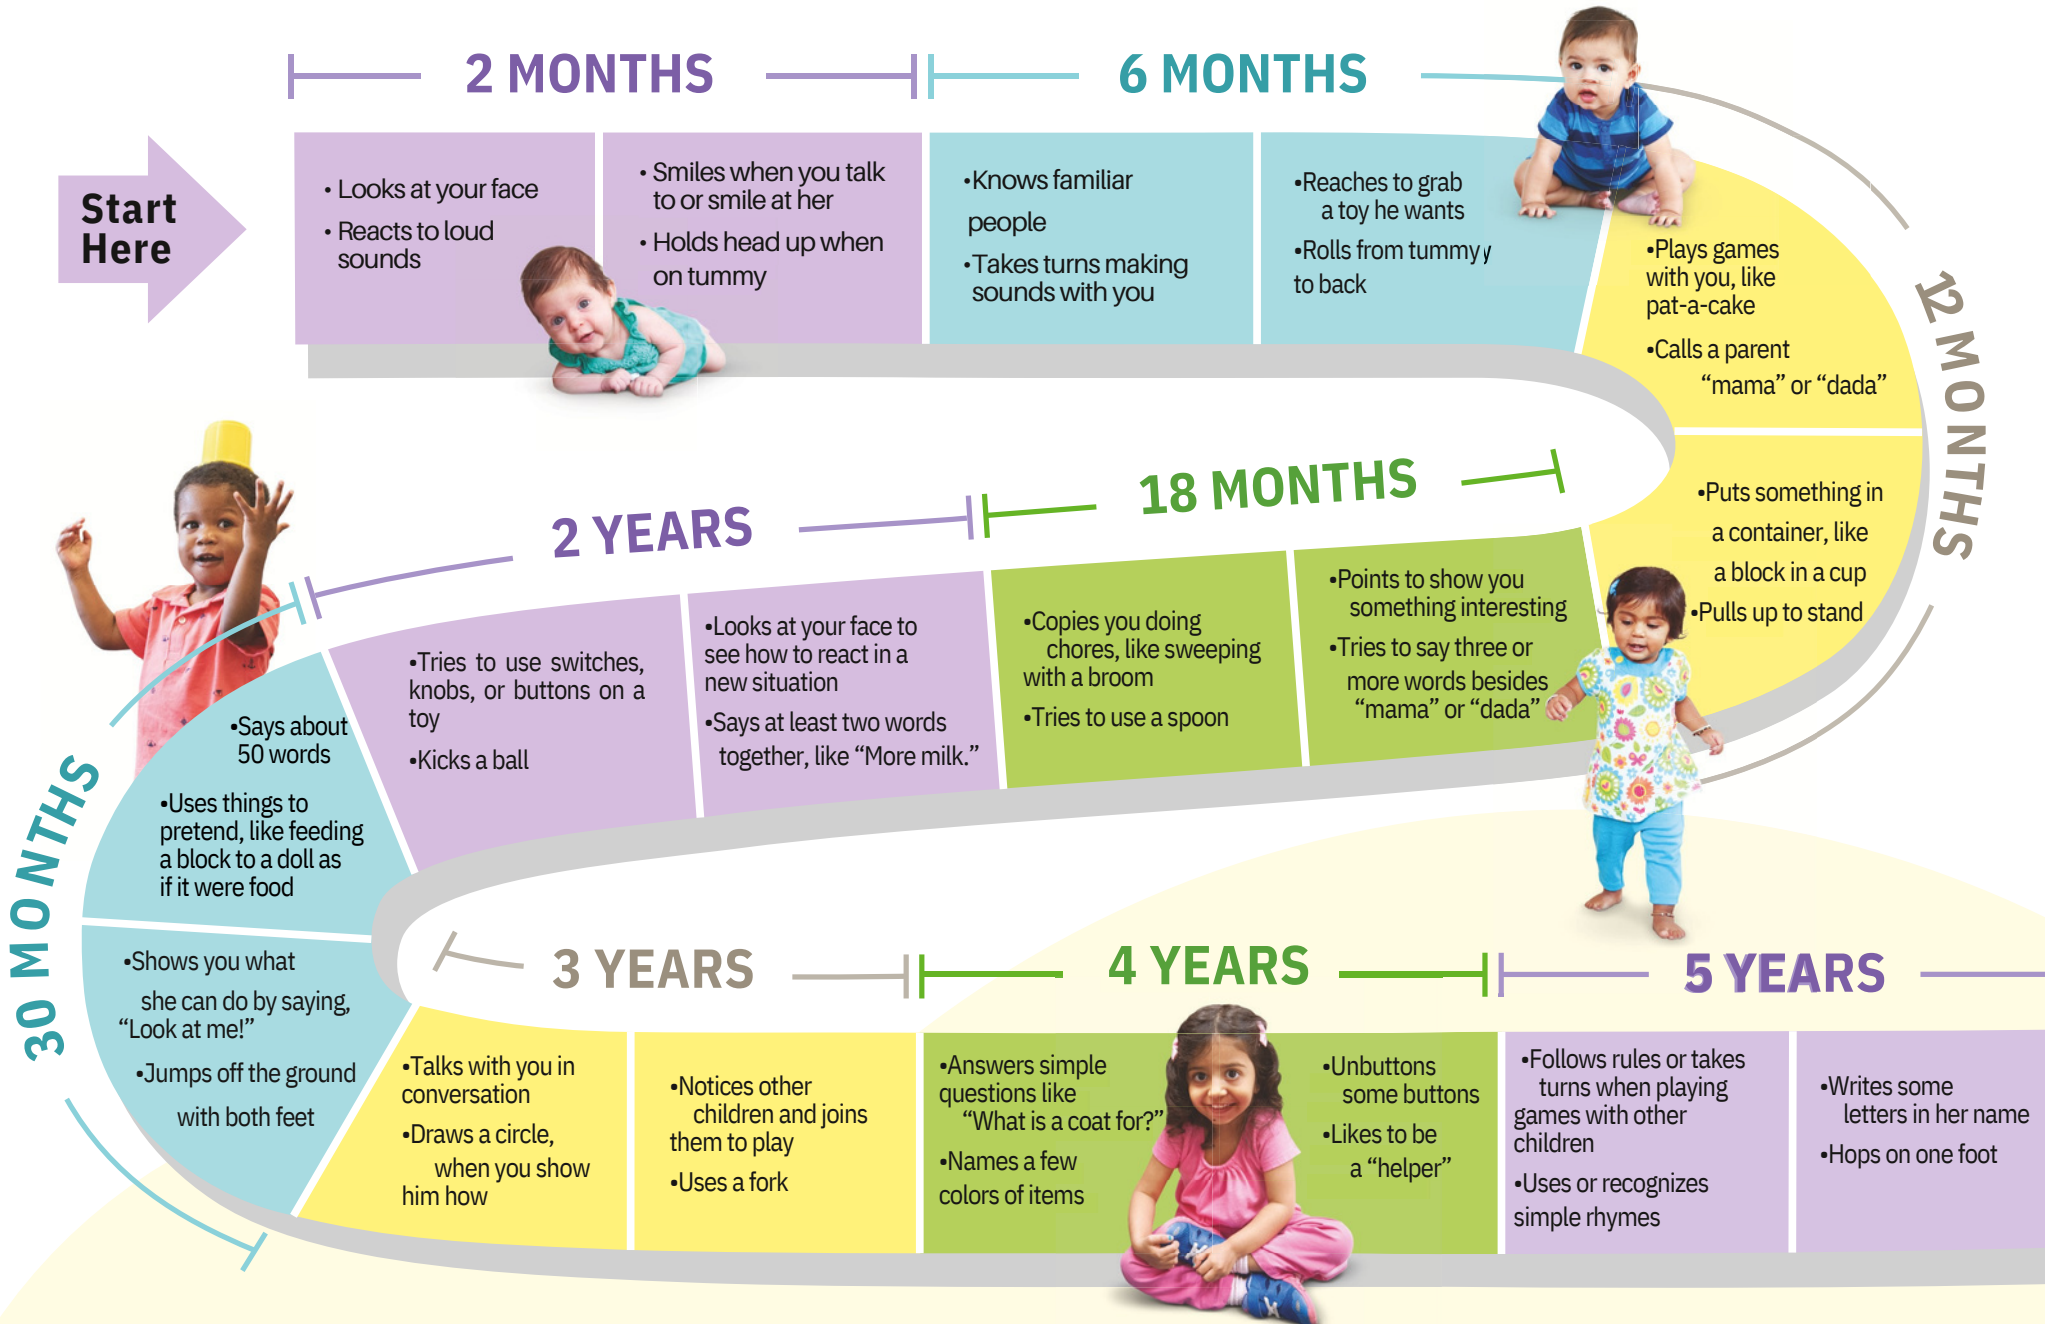 Start
Here
2 MONTHS
• Looks at your face
• Reacts to loud
sounds
• Smiles when you talk
to or smile at her
• Holds head up when
on tummy
6 MONTHS
•Knows familiar
people
•Takes turns making
sounds with you
•Reaches to grab
a toy he wants
•Rolls from tummy y
to back
12 MONTHS
•Plays games
with you, like
pat-a-cake
•Calls a parent
“mama” or “dada”
•Puts something in
a container, like
a block in a cup
•Pulls up to stand
18 MONTHS
•Points to show you
something interesting
•Tries to say three or
more words besides
“mama” or “dada”
•Copies you doing
chores, like sweeping
with a broom
•Tries to use a spoon
2 YEARS
•Looks at your face to
see how to react in a
new situation
•Says at least two words
together, like “More milk.”
•Tries to use switches,
knobs, or buttons on a
toy
•Kicks a ball
30 MONTHS
•Says about
50 words
•Uses things to
pretend, like feeding
a block to a doll as
if it were food
•Shows you what
she can do by saying,
“Look at me!”
•Jumps off the ground
with both feet
3 YEARS
•Talks with you in
conversation
•Draws a circle,
when you show
him how
•Notices other
children and joins
them to play
•Uses a fork
4 YEARS
•Answers simple
questions like
“What is a coat for?”
•Names a few
colors of items
•Unbuttons
some buttons
•Likes to be
a “helper”
5 YEARS
•Follows rules or takes
turns when playing
games with other
children
•Uses or recognizes
simple rhymes
•Writes some
letters in her name
•Hops on one foot